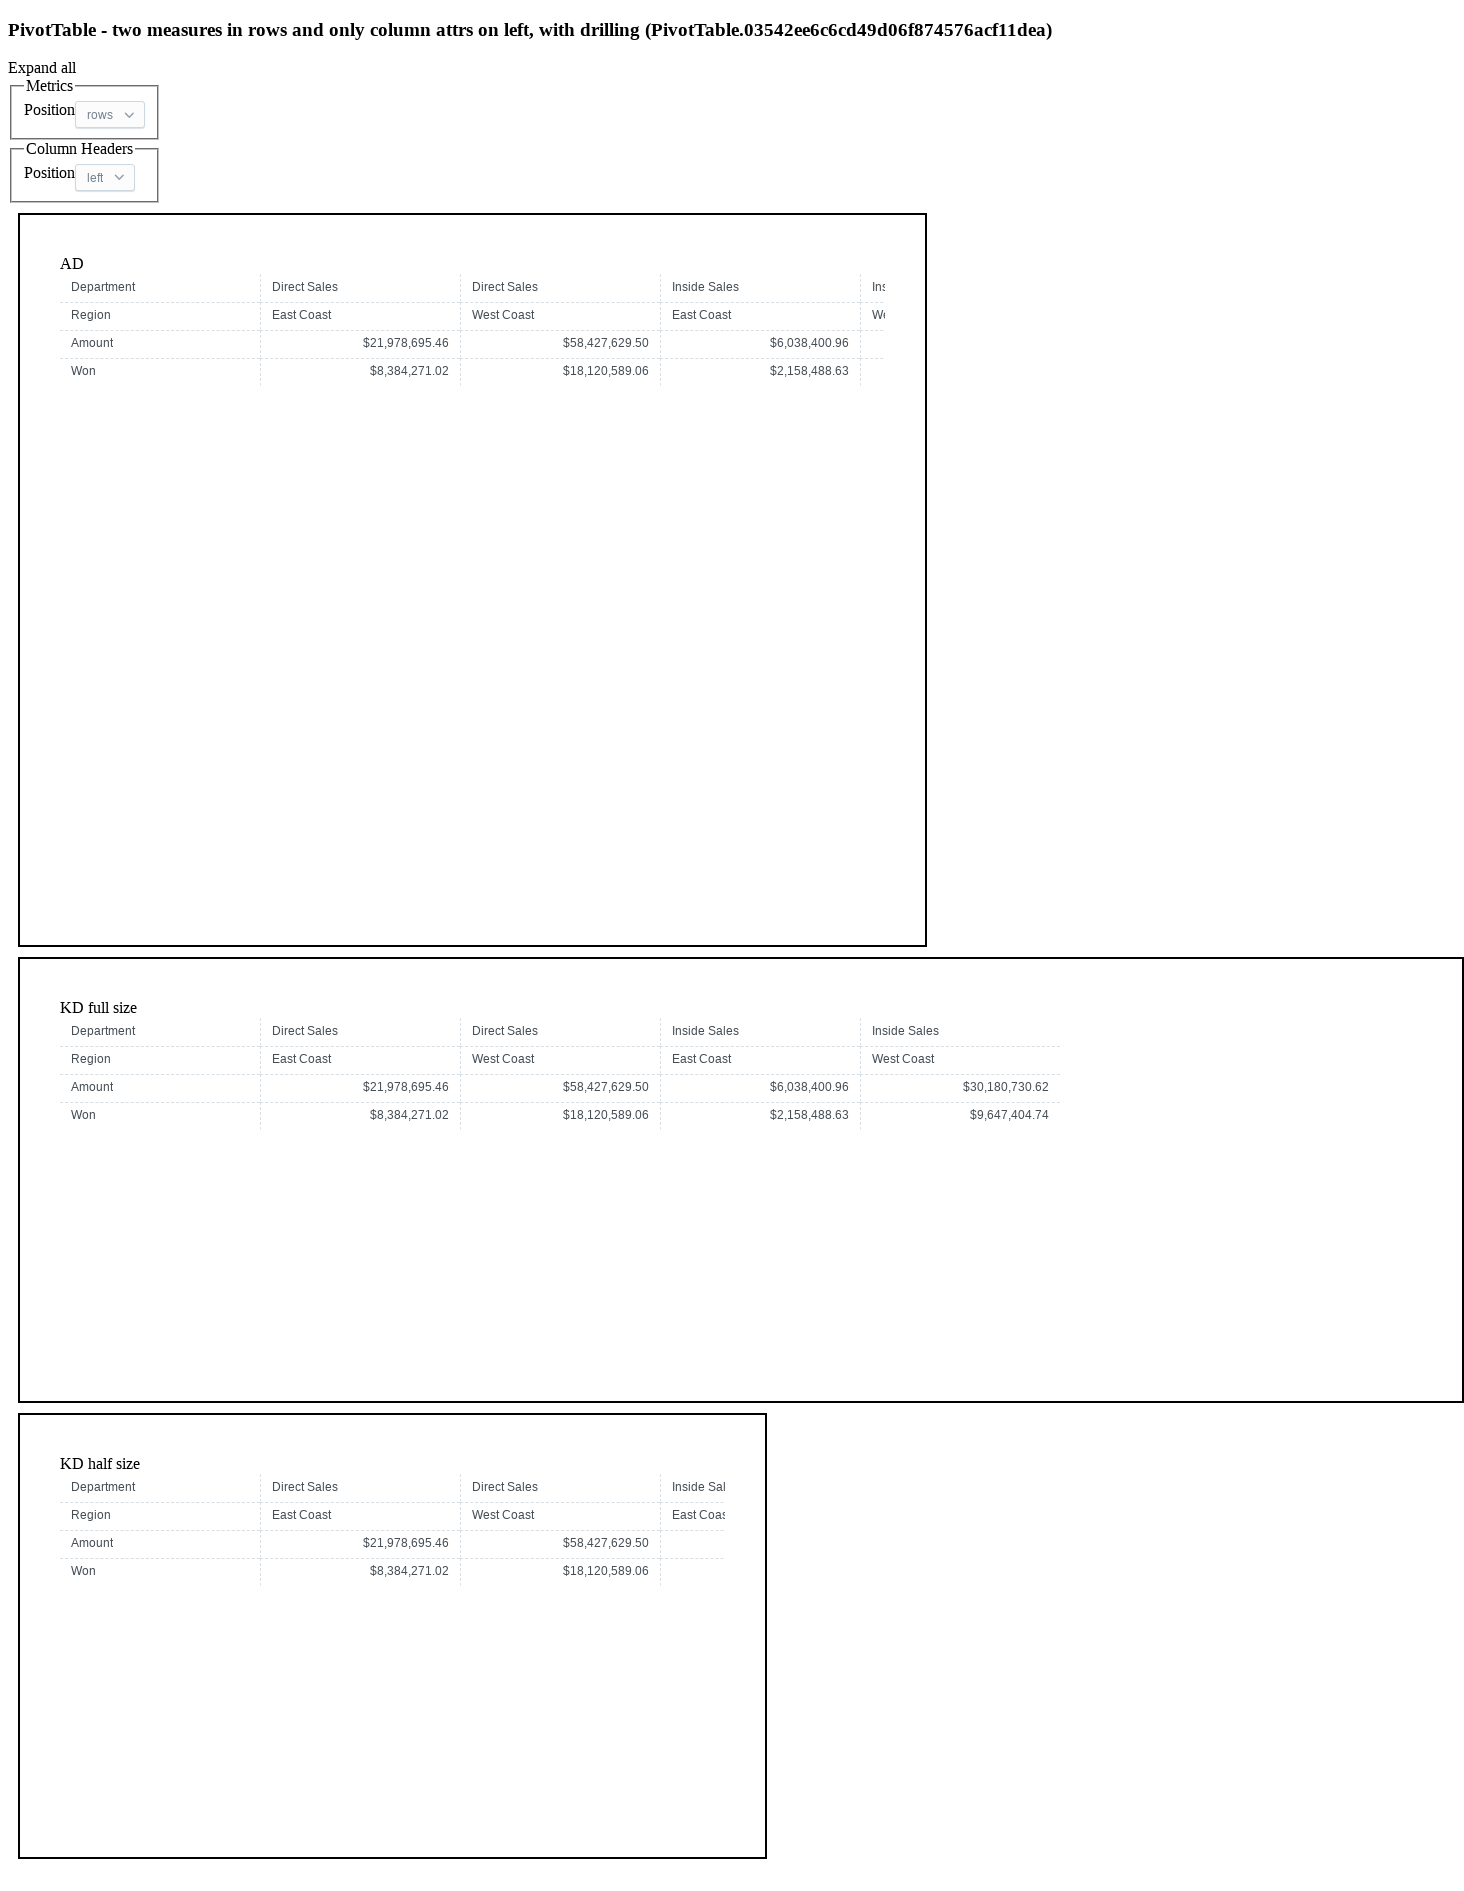 PivotTable - two measures in rows and only column attrs on left, with drilling (PivotTable.03542ee6c6cd49d06f874576acf11dea)
Expand all
Metrics
Position rows
Column Headers
Position left
AD
Department Direct Sales Direct Sales Inside Sales
Region East Coast West Coast East Coast
Amount $21,978,695.46 $58,427,629.50 $6,038,400.96
Won $8,384,271.02 $18,120,589.06 $2,158,488.63
KD full size
Department Direct Sales Direct Sales Inside Sales Inside Sales
Region East Coast West Coast East Coast West Coast
Amount $21,978,695.46 $58,427,629.50 $6,038,400.96 $30,180,730.62
Won $8,384,271.02 $18,120,589.06 $2,158,488.63 $9,647,404.74
KD half size
Department Direct Sales Direct Sales Inside Sal
Region East Coast West Coast East Coas
Amount $21,978,695.46 $58,427,629.50
Won $8,384,271.02 $18,120,589.06